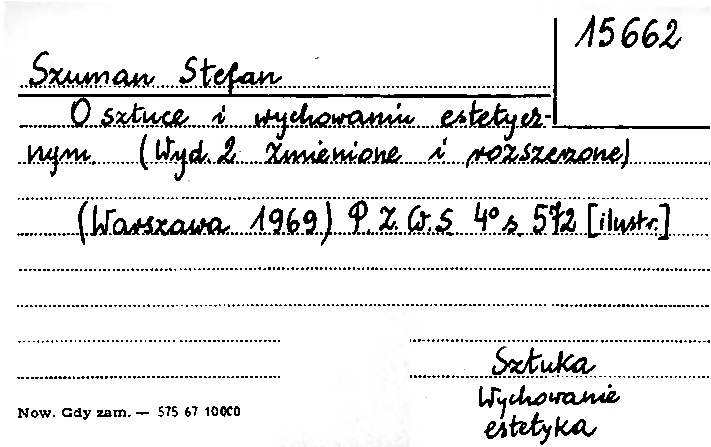 15662
Szuman Stefan
O sztuce i wychowaniu estetycz-
nym. (Wyd. 2 zmienione i rozszerzone)
(Warszawa 1969) P. Z. W. S 4° s. 572 [ilustr.]
Sztuka
Wychowanie
estetyka
Now. Gdy zam. — 575 67 10000